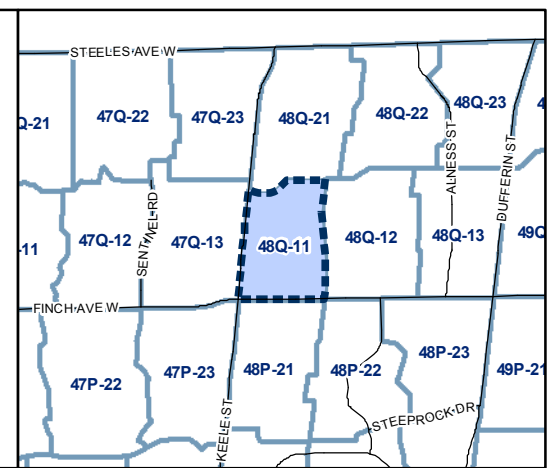 STEELES AVE W
Q-21
47Q-22
47Q-23
48Q-21
48Q-22
48Q-23
4
ALNESS ST
DUFFERIN ST
-11
47Q-12
SENTINEL RD
47Q-13
48Q-11
48Q-12
48Q-13
49Q
FINCH AVE W
47P-22
47P-23
48P-21
48P-22
48P-23
49P-21
KEELE ST
STEEPROCK DR